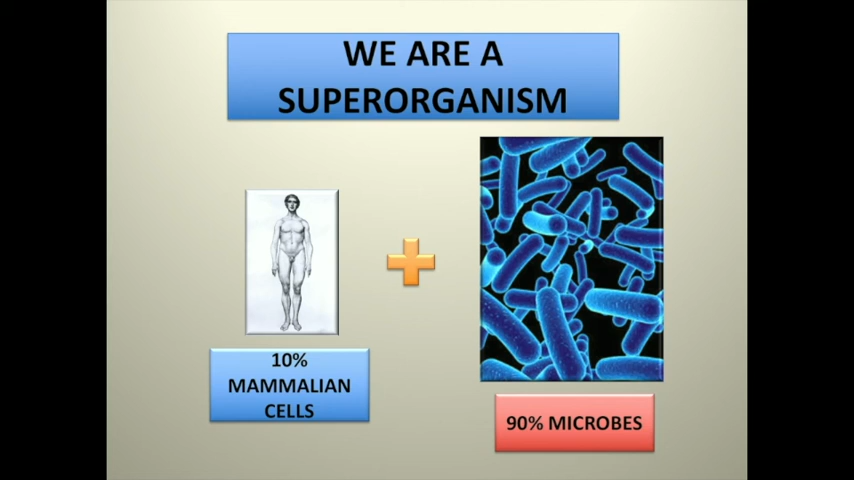 WE ARE A
SUPERORGANISM
10%
MAMMALIAN
CELLS
90% MICROBES